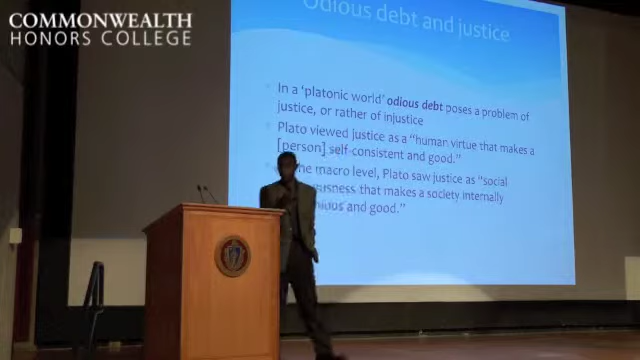 COMMONWEALTH
HONORS COLLEGE
Odious debt and justice
In a 'platonic world' odious debt poses a problem of
justice, or rather of injustice
Plato viewed justice as a "human virtue that makes a
[person] self-consistent and good."
the macro level, Plato saw justice as "social
that makes a society internally
and good."